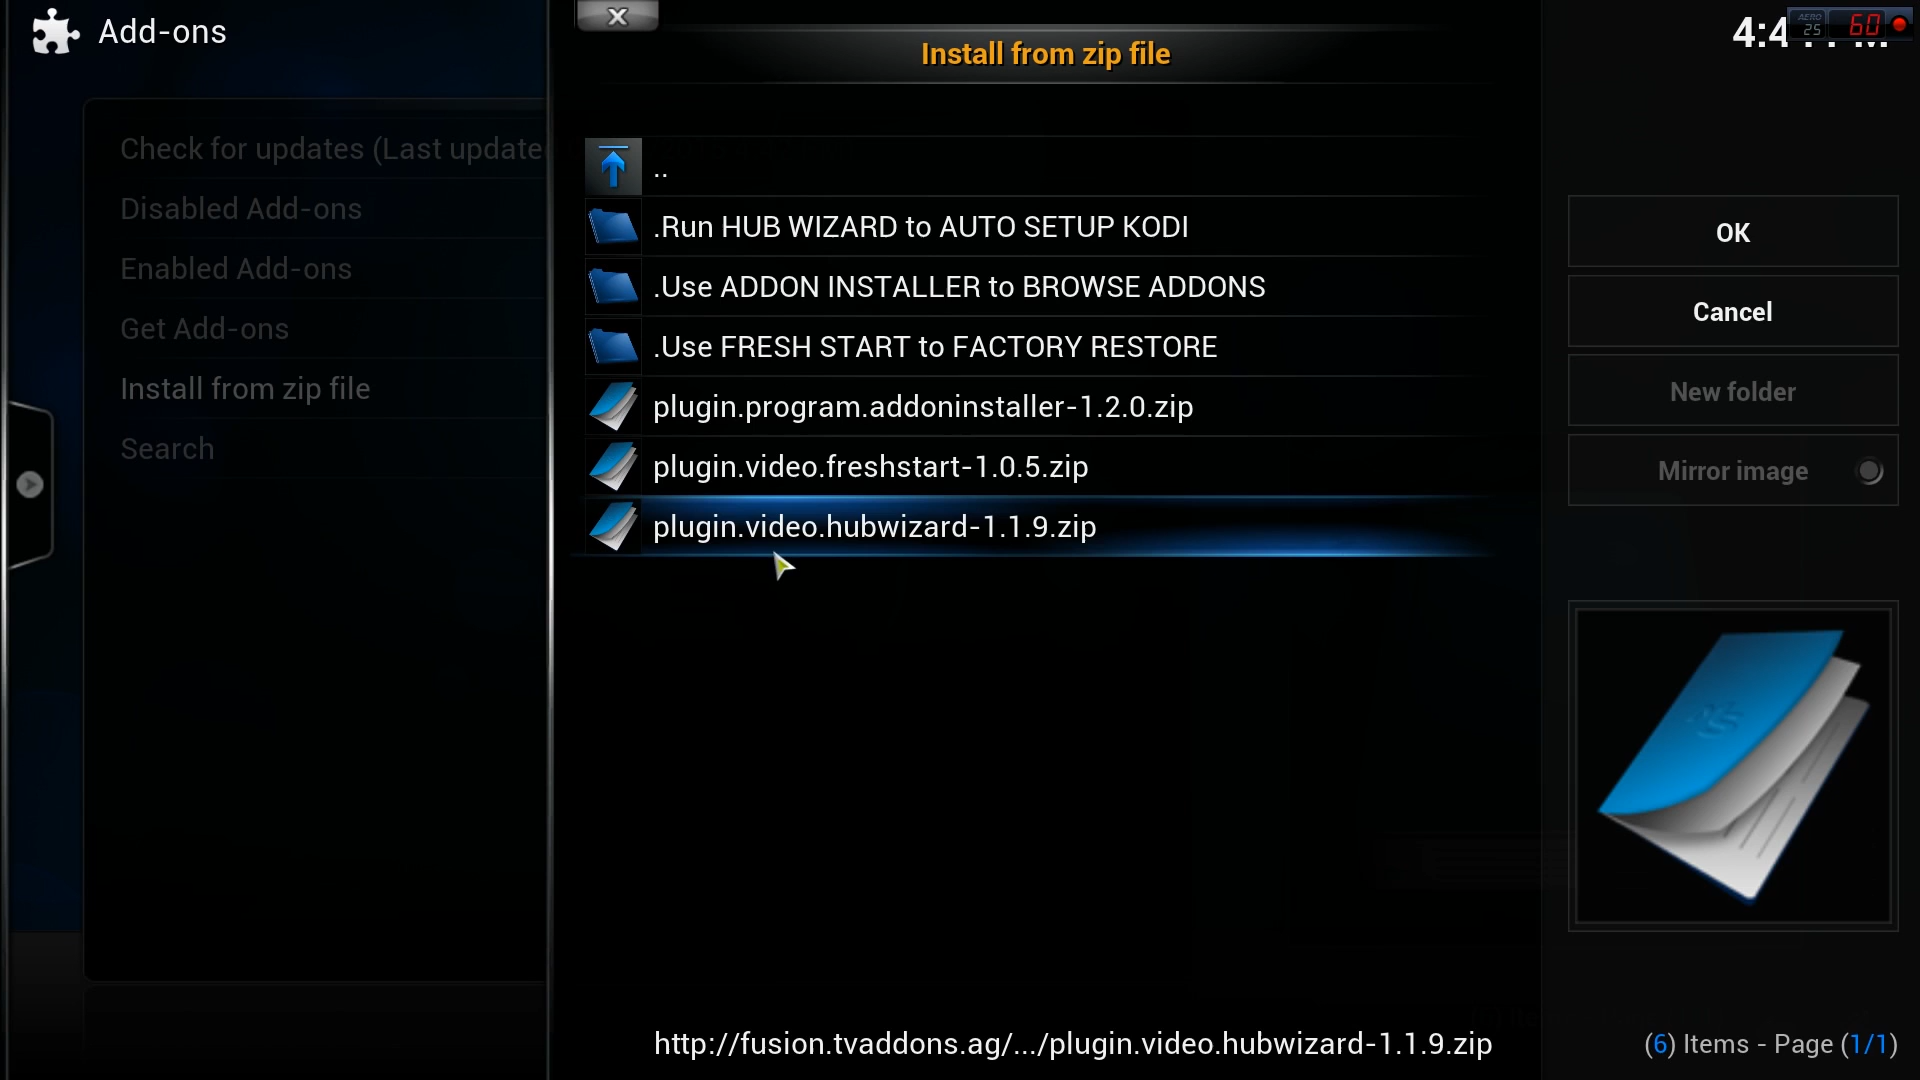 Add-ons
X
Install from zip file
AERO
25
60
Check for updates (Last update
Disabled Add-ons
Enabled Add-ons
Get Add-ons
Install from zip file
Search
..
.Run HUB WIZARD to AUTO SETUP KODI
.Use ADDON INSTALLER to BROWSE ADDONS
.Use FRESH START to FACTORY RESTORE
plugin.program.addoninstaller-1.2.0.zip
plugin.video.freshstart-1.0.5.zip
plugin.video.hubwizard-1.1.9.zip
OK
Cancel
New folder
Mirror image
http://fusion.tvaddons.ag/.../plugin.video.hubwizard-1.1.9.zip
(6) Items - Page (1/1)